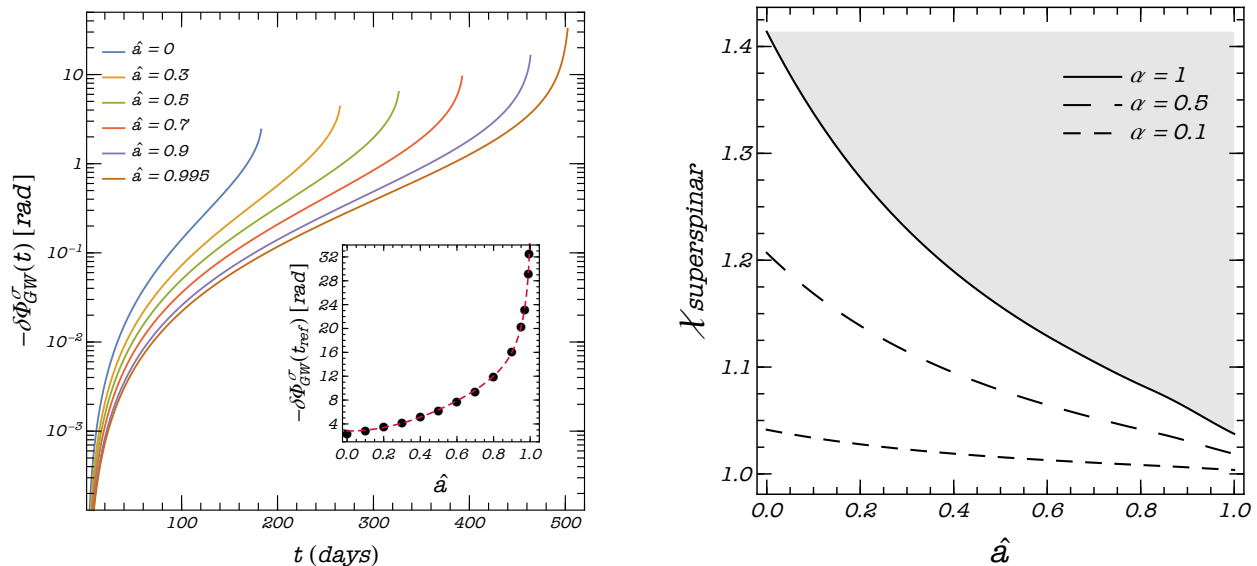 â = 0
â = 0.3
â = 0.5
â = 0.7
â = 0.9
â = 0.995
10
1
10⁻¹
10⁻²
10⁻³
−δΦ^σ_GW(t) [rad]
100 200 300 400 500
t (days)
32
28
24
20
16
12
8
4
−δΦ^σ_GW(t_ref) [rad]
0.0 0.2 0.4 0.6 0.8 1.0
â
1.4
1.3
1.2
1.1
1.0
χ superspinar
α = 1
α = 0.5
α = 0.1
0.0 0.2 0.4 0.6 0.8 1.0
â